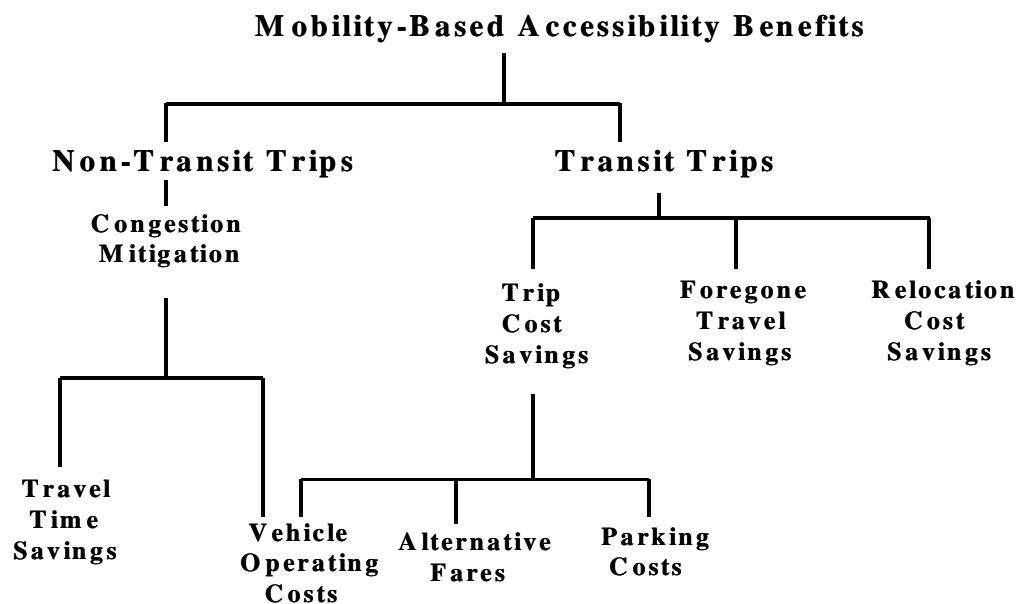 Mobility-Based Accessibility Benefits
Non-Transit Trips
Transit Trips
Congestion
Mitigation
Trip
Cost
Savings
Foregone
Travel
Savings
Relocation
Cost
Savings
Travel
Time
Savings
Vehicle
Operating
Costs
Alternative
Fares
Parking
Costs